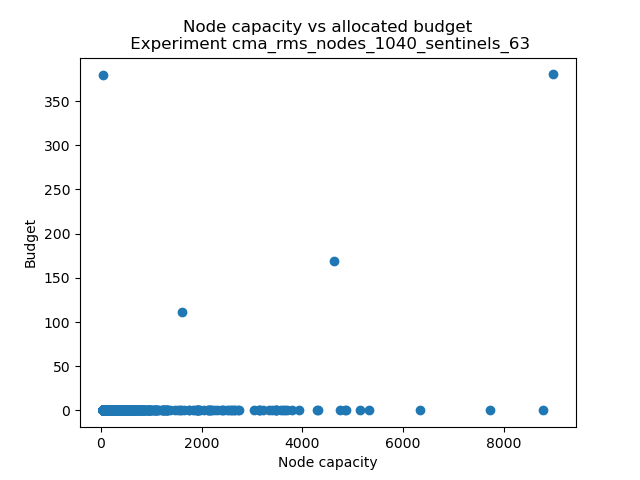 Node capacity vs allocated budget
Experiment cma_rms_nodes_1040_sentinels_63
350
300
250
200
150
100
50
0
Budget
0 2000 4000 6000 8000
Node capacity